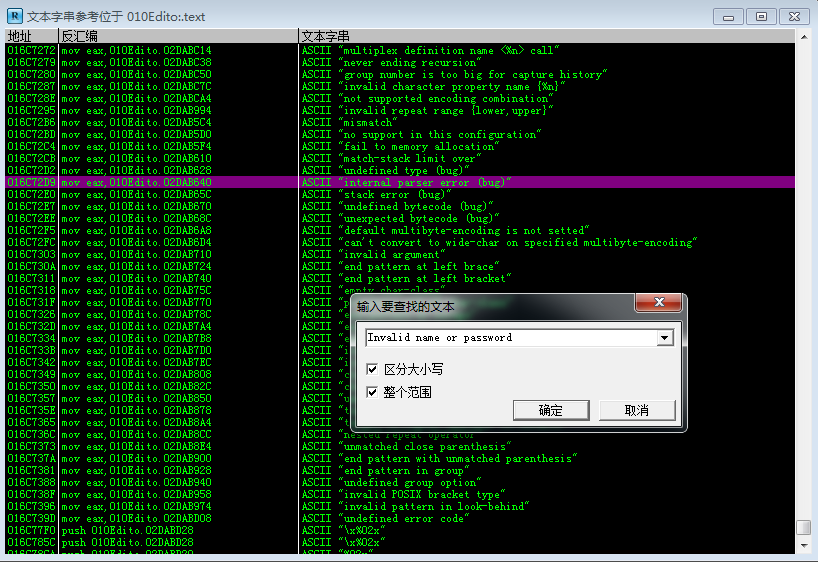 文本字串参考位于 010Edito:.text
地址 反汇编 文本字串
016C7272 mov eax,010Edito.02DABC14 ASCII "multiplex definition name <%n> call"
016C7279 mov eax,010Edito.02DABC38 ASCII "never ending recursion"
016C7280 mov eax,010Edito.02DABC50 ASCII "group number is too big for capture history"
016C7287 mov eax,010Edito.02DABC7C ASCII "invalid character property name {%n}"
016C728E mov eax,010Edito.02DABCA4 ASCII "not supported encoding combination"
016C7295 mov eax,010Edito.02DAB994 ASCII "invalid repeat range {lower,upper}"
016C72B6 mov eax,010Edito.02DAB5C4 ASCII "mismatch"
016C72BD mov eax,010Edito.02DAB5D0 ASCII "no support in this configuration"
016C72C4 mov eax,010Edito.02DAB5F4 ASCII "fail to memory allocation"
016C72CB mov eax,010Edito.02DAB610 ASCII "match-stack limit over"
016C72D2 mov eax,010Edito.02DAB628 ASCII "undefined type (bug)"
016C72D9 mov eax,010Edito.02DAB640 ASCII "internal parser error (bug)"
016C72E0 mov eax,010Edito.02DAB65C ASCII "stack error (bug)"
016C72E7 mov eax,010Edito.02DAB670 ASCII "undefined bytecode (bug)"
016C72EE mov eax,010Edito.02DAB68C ASCII "unexpected bytecode (bug)"
016C72F5 mov eax,010Edito.02DAB6A8 ASCII "default multibyte-encoding is not setted"
016C72FC mov eax,010Edito.02DAB6D4 ASCII "can't convert to wide-char on specified multibyte-encoding"
016C7303 mov eax,010Edito.02DAB710 ASCII "invalid argument"
016C730A mov eax,010Edito.02DAB724 ASCII "end pattern at left brace"
016C7311 mov eax,010Edito.02DAB740 ASCII "end pattern at left bracket"
016C7318 mov eax,010Edito.02DAB75C ASCII "empty char-class"
016C731F mov eax,010Edito.02DAB770 ASCII
016C7326 mov eax,010Edito.02DAB78C ASCII
016C732D mov eax,010Edito.02DAB7A4 ASCII
016C7334 mov eax,010Edito.02DAB7B8 ASCII
016C733B mov eax,010Edito.02DAB7D0 ASCII
016C7342 mov eax,010Edito.02DAB7EC ASCII
016C7349 mov eax,010Edito.02DAB808 ASCII
016C7350 mov eax,010Edito.02DAB82C ASCII
016C7357 mov eax,010Edito.02DAB850 ASCII
016C735E mov eax,010Edito.02DAB878 ASCII
016C7365 mov eax,010Edito.02DAB8A4 ASCII
016C736C mov eax,010Edito.02DAB8CC ASCII "nested repeat operator"
016C7373 mov eax,010Edito.02DAB8E4 ASCII "unmatched close parenthesis"
016C737A mov eax,010Edito.02DAB900 ASCII "end pattern with unmatched parenthesis"
016C7381 mov eax,010Edito.02DAB928 ASCII "end pattern in group"
016C7388 mov eax,010Edito.02DAB940 ASCII "undefined group option"
016C738F mov eax,010Edito.02DAB958 ASCII "invalid POSIX bracket type"
016C7396 mov eax,010Edito.02DAB974 ASCII "invalid pattern in look-behind"
016C739D mov eax,010Edito.02DABD08 ASCII "undefined error code"
016C77F0 push 010Edito.02DABD28 ASCII "\x%02x"
016C785C push 010Edito.02DABD28 ASCII "\x%02x"
输入要查找的文本
Invalid name or password
区分大小写
整个范围
确定 取消